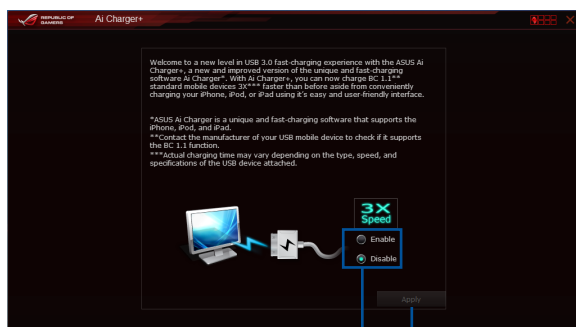 REPUBLIC OF
GAMERS
Ai Charger+
Welcome to a new level in USB 3.0 fast-charging experience with the ASUS Ai
Charger+, a new and improved version of the unique and fast-charging
software Ai Charger*. With Ai Charger+, you can now charge BC 1.1**
standard mobile devices 3X*** faster than before aside from conveniently
charging your iPhone, iPod, or iPad using it's easy and user-friendly interface.
*ASUS Ai Charger is a unique and fast-charging software that supports the
iPhone, iPod, and iPad.
**Contact the manufacturer of your USB mobile device to check if it supports
the BC 1.1 function.
***Actual charging time may vary depending on the type, speed, and
specifications of the USB device attached.
3X
Speed
Enable
Disable
Apply